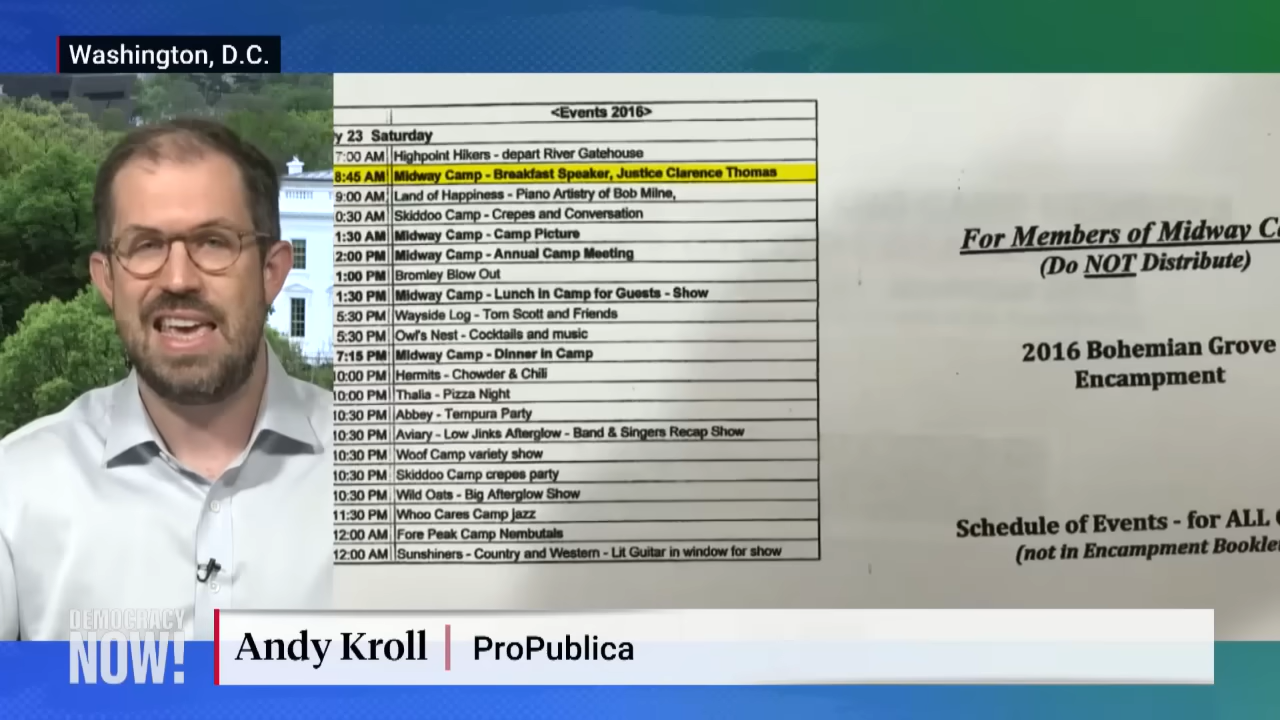 Washington, D.C.
<Events 2016>
y 23 Saturday
7:00 AM Highpoint Hikers - depart River Gatehouse
8:45 AM Midway Camp - Breakfast Speaker, Justice Clarence Thomas
9:00 AM Land of Happiness - Piano Artistry of Bob Milne,
0:30 AM Skiddoo Camp - Crepes and Conversation
1:30 AM Midway Camp - Camp Picture
2:00 PM Midway Camp - Annual Camp Meeting
1:00 PM Bromley Blow Out
1:30 PM Midway Camp - Lunch in Camp for Guests - Show
5:30 PM Wayside Log - Tom Scott and Friends
5:30 PM Owl's Nest - Cocktails and music
7:15 PM Midway Camp - Dinner in Camp
10:00 PM Hermits - Chowder & Chili
10:00 PM Thalia - Pizza Night
10:30 PM Abbey - Tempura Party
10:30 PM Aviary - Low Jinks Afterglow - Band & Singers Recap Show
10:30 PM Woof Camp variety show
10:30 PM Skiddoo Camp crepes party
10:30 PM Wild Oats - Big Afterglow Show
11:30 PM Whoo Cares Camp jazz
12:00 AM Fore Peak Camp Nembutals
12:00 AM Sunshiners - Country and Western - Lit Guitar in window for show
For Members of Midway C
(Do NOT Distribute)
2016 Bohemian Grove
Encampment
Schedule of Events - for ALL
(not in Encampment Bookle
DEMOCRACY
NOW!
Andy Kroll
ProPublica